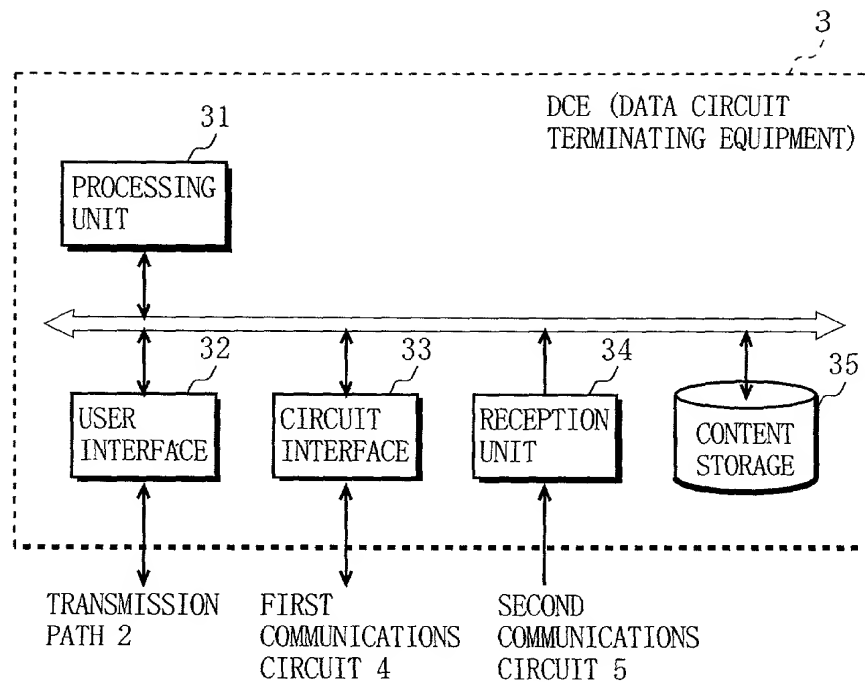 3
DCE (DATA CIRCUIT
TERMINATING EQUIPMENT)
31
PROCESSING
UNIT
32
USER
INTERFACE
33
CIRCUIT
INTERFACE
34
RECEPTION
UNIT
35
CONTENT
STORAGE
TRANSMISSION
PATH 2
FIRST
COMMUNICATIONS
CIRCUIT 4
SECOND
COMMUNICATIONS
CIRCUIT 5